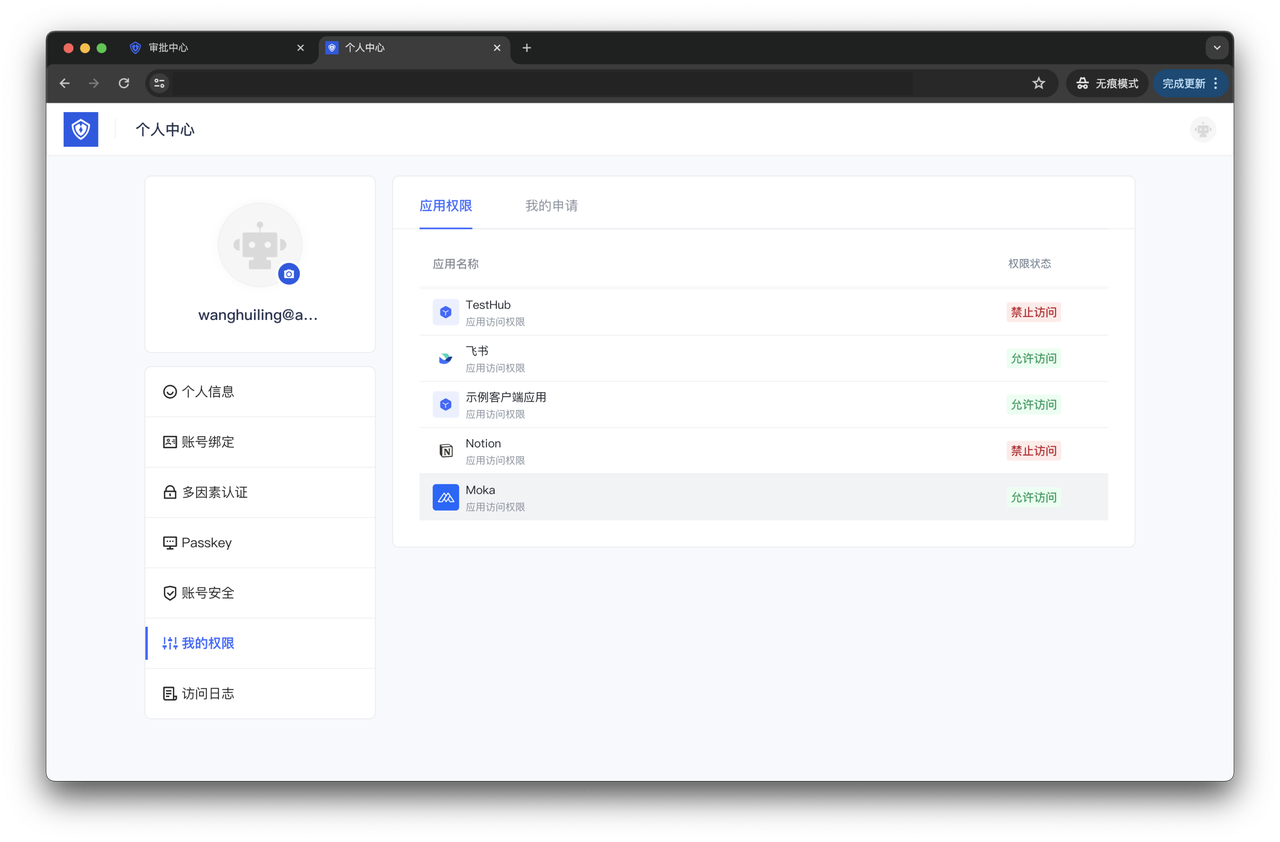 审批中心
个人中心
无痕模式
完成更新
个人中心
wanghuiling@a...
个人信息
账号绑定
多因素认证
Passkey
账号安全
我的权限
访问日志
应用权限 我的申请
应用名称 权限状态
TestHub
应用访问权限
禁止访问
飞书
应用访问权限
允许访问
示例客户端应用
应用访问权限
允许访问
Notion
应用访问权限
禁止访问
Moka
应用访问权限
允许访问